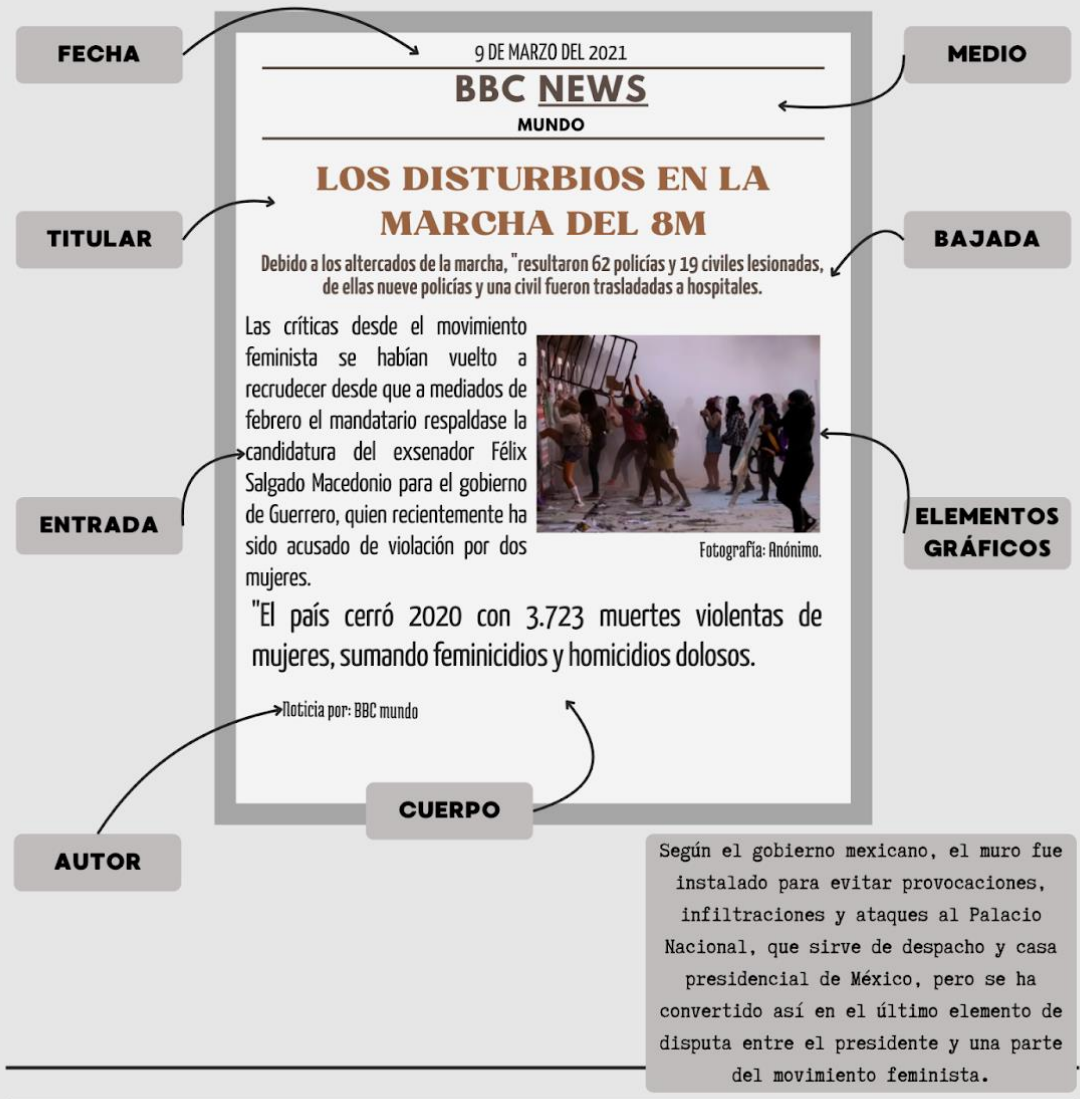 FECHA
9 DE MARZO DEL 2021
MEDIO
BBC NEWS
MUNDO
TITULAR
LOS DISTURBIOS EN LA
MARCHA DEL 8M
BAJADA
Debido a los altercados de la marcha, "resultaron 62 policías y 19 civiles lesionadas,
de ellas nueve policías y una civil fueron trasladadas a hospitales.
Las críticas desde el movimiento
feminista se habían vuelto a
recrudecer desde que a mediados de
febrero el mandatario respaldase la
candidatura del exsenador Félix
Salgado Macedonio para el gobierno
de Guerrero, quien recientemente ha
sido acusado de violación por dos
mujeres.
ENTRADA
ELEMENTOS
GRÁFICOS
Fotografía: Anónimo.
"El país cerró 2020 con 3.723 muertes violentas de
mujeres, sumando feminicidios y homicidios dolosos.
Noticia por: BBC mundo
CUERPO
AUTOR
Según el gobierno mexicano, el muro fue
instalado para evitar provocaciones,
infiltraciones y ataques al Palacio
Nacional, que sirve de despacho y casa
presidencial de México, pero se ha
convertido así en el último elemento de
disputa entre el presidente y una parte
del movimiento feminista.